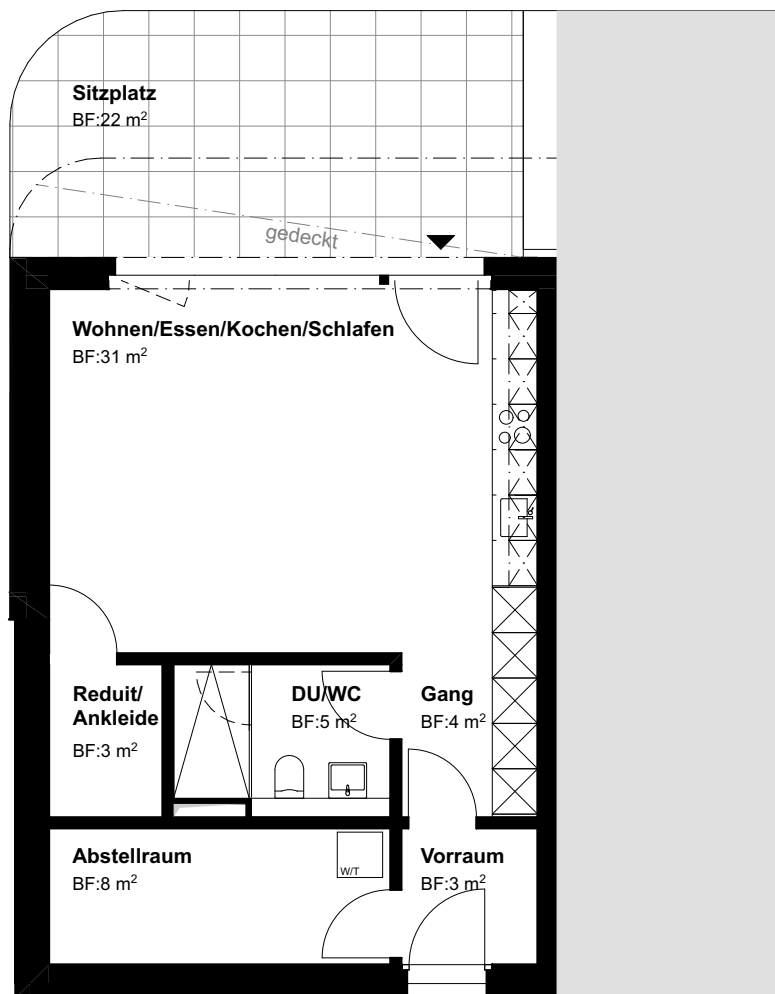 Sitzplatz
BF:22 m²
gedeckt
Wohnen/Essen/Kochen/Schlafen
BF:31 m²
Reduit/
Ankleide
BF:3 m²
DU/WC
BF:5 m²
Gang
BF:4 m²
Abstellraum
BF:8 m²
W/T
Vorraum
BF:3 m²